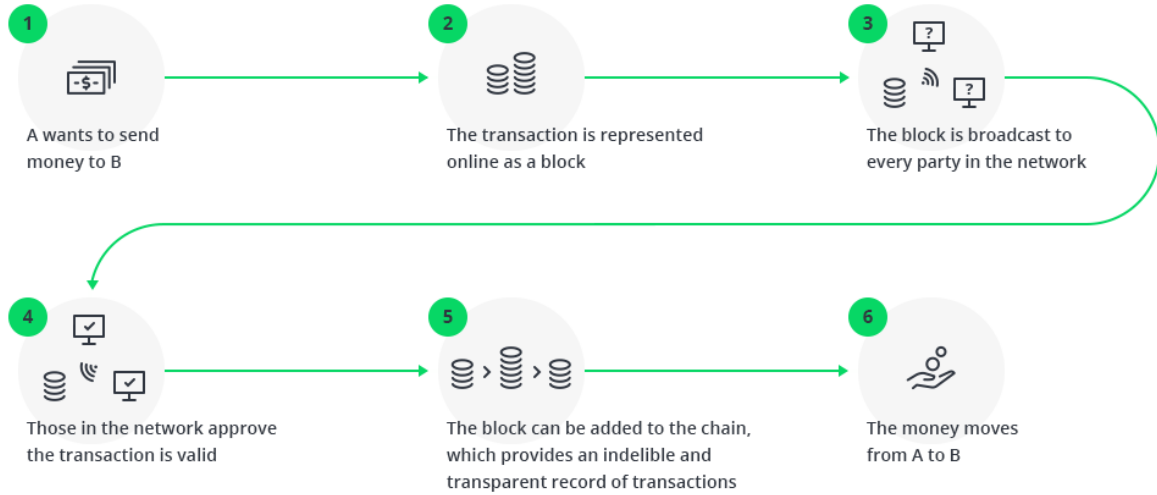 1
-$-
A wants to send
money to B
2
The transaction is represented
online as a block
3
?
?
The block is broadcast to
every party in the network
4
Those in the network approve
the transaction is valid
5
The block can be added to the chain,
which provides an indelible and
transparent record of transactions
6
The money moves
from A to B